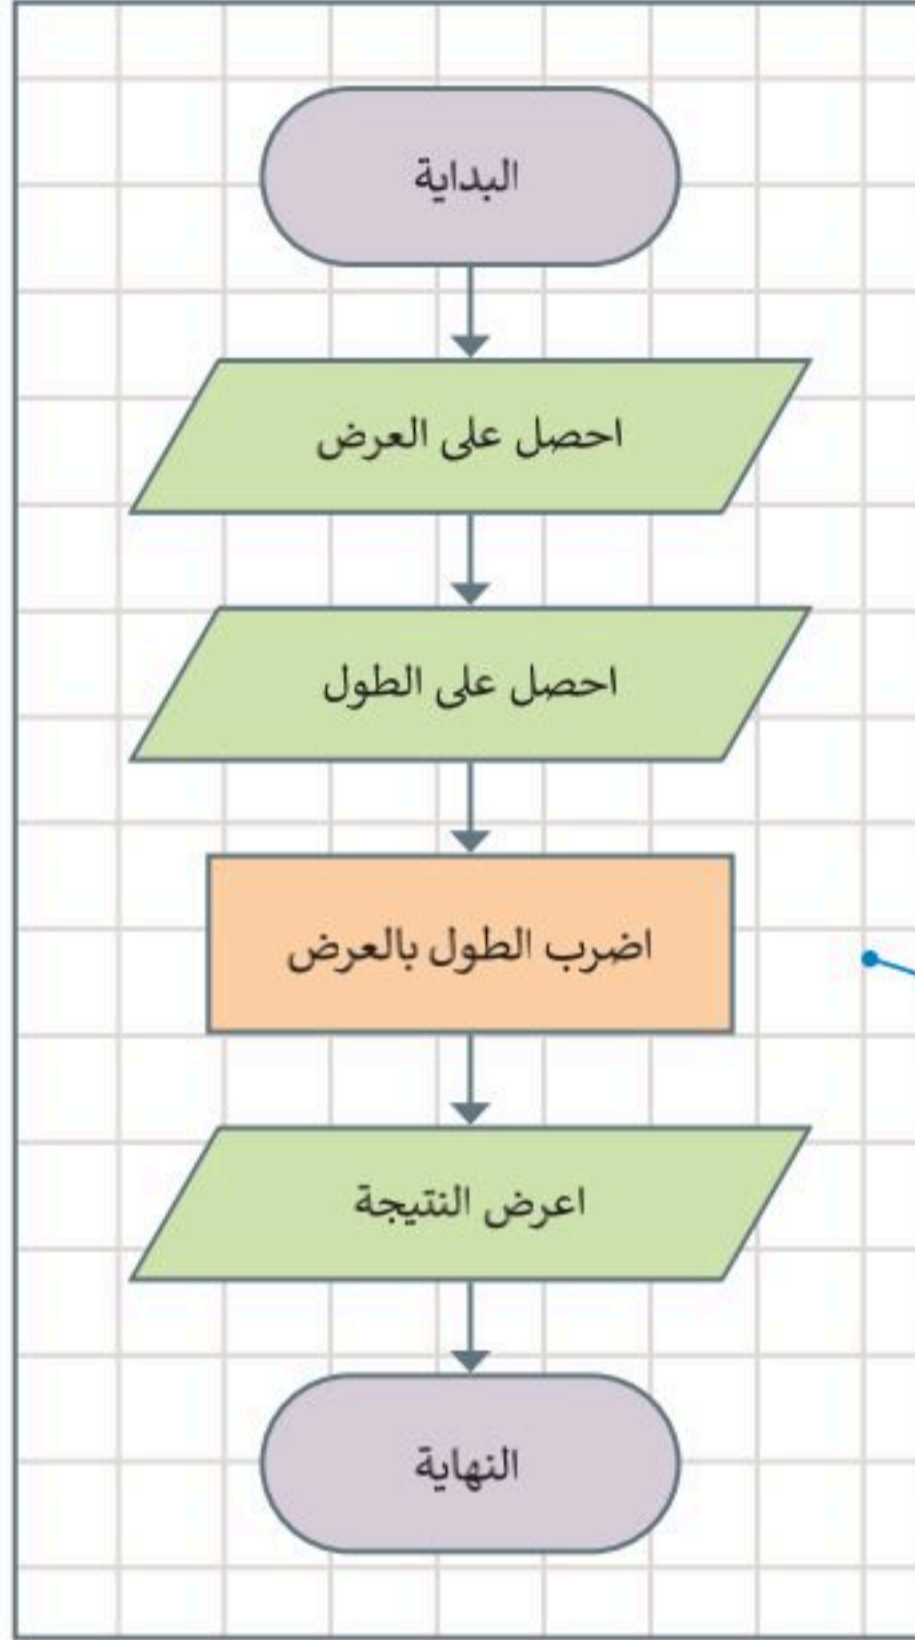 البداية
احصل على العرض
احصل على الطول
اضرب الطول بالعرض
اعرض النتيجة
النهاية